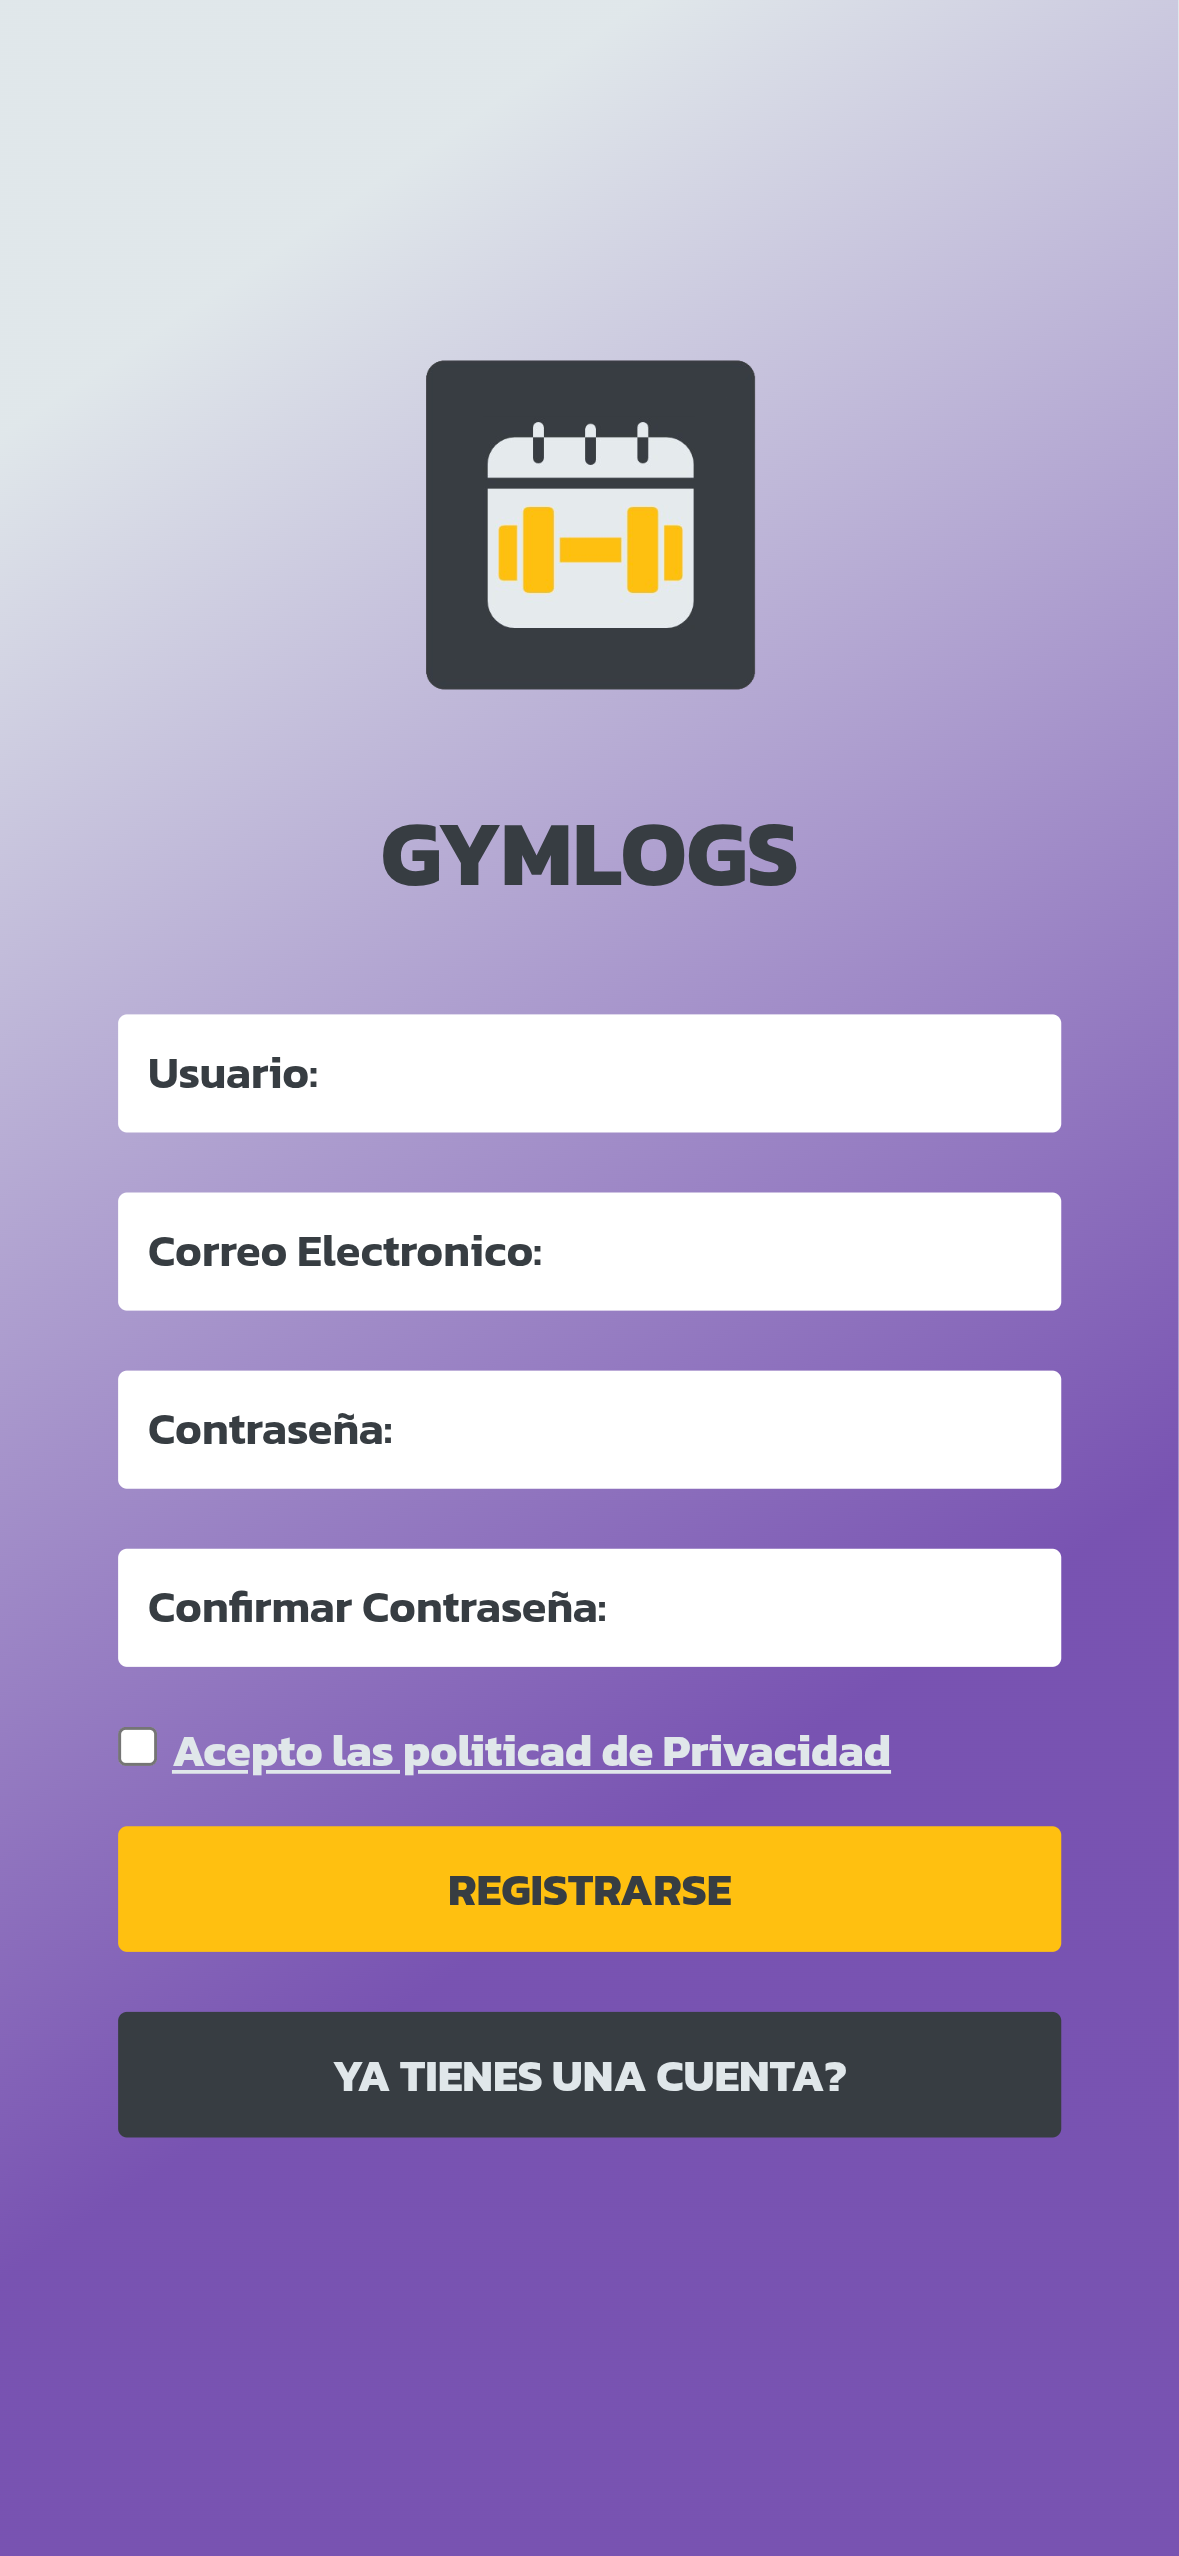 GYMLOGS
Usuario:
Correo Electronico:
Contraseña:
Confirmar Contraseña:
Acepto las politicad de Privacidad
REGISTRARSE
YA TIENES UNA CUENTA?